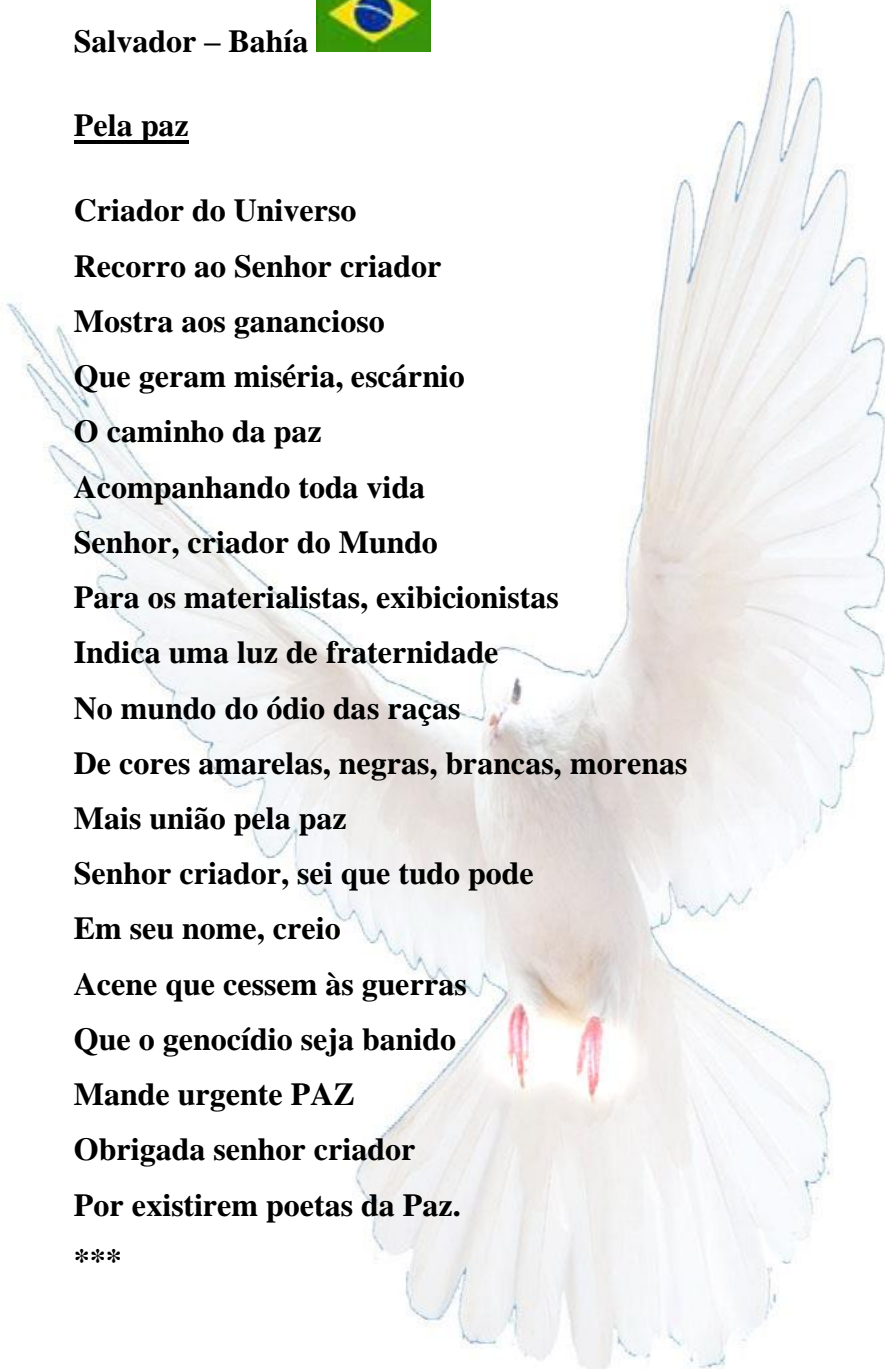 Salvador – Bahía
Pela paz
Criador do Universo
Recorro ao Senhor criador
Mostra aos ganancioso
Que geram miséria, escárnio
O caminho da paz
Acompanhando toda vida
Senhor, criador do Mundo
Para os materialistas, exibicionistas
Indica uma luz de fraternidade
No mundo do ódio das raças
De cores amarelas, negras, brancas, morenas
Mais união pela paz
Senhor criador, sei que tudo pode
Em seu nome, creio
Acene que cessem às guerras
Que o genocídio seja banido
Mande urgente PAZ
Obrigada senhor criador
Por existirem poetas da Paz.
***